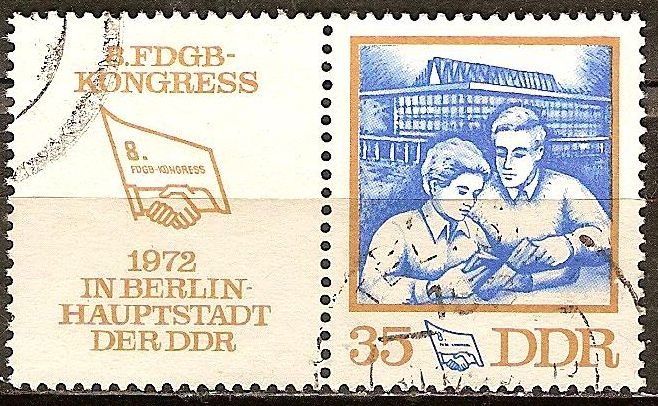 8.FDGB-
KONGRESS
8.
FDGB-KONGRESS
1972
IN BERLIN-
HAUPTSTADT
DER DDR
35 DDR